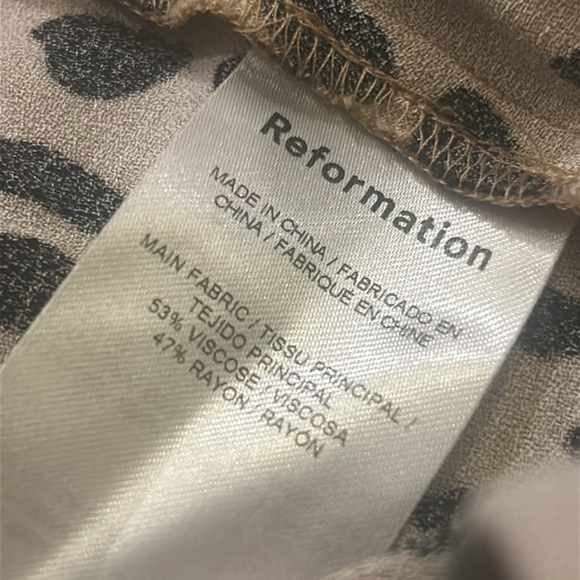 Reformation
MADE IN CHINA / FABRICADO EN
CHINA / FABRIQUÉ EN CHINE
MAIN FABRIC / TISSU PRINCIPAL /
TEJIDO PRINCIPAL
53% VISCOSE / VISCOSA
47% RAYON / RAYÓN